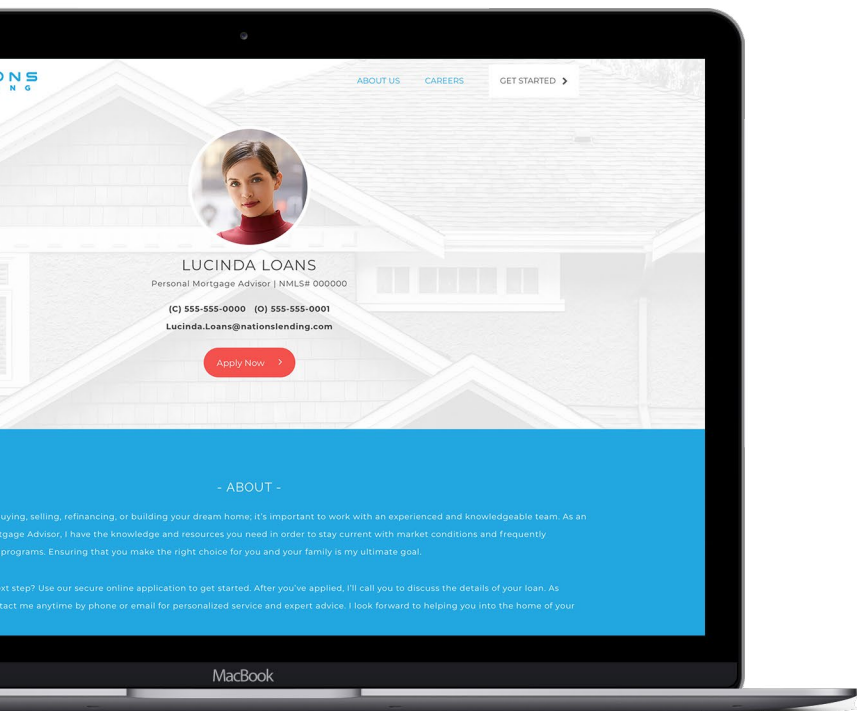 ONS
N G
ABOUT US CAREERS GET STARTED
LUCINDA LOANS
Personal Mortgage Advisor | NMLS# 000000
(C) 555-555-0000 (O) 555-555-0001
Lucinda.Loans@nationslending.com
Apply Now
- ABOUT -
uying, selling, refinancing, or building your dream home; it's important to work with an experienced and knowledgeable team. As an
tgage Advisor, I have the knowledge and resources you need in order to stay current with market conditions and frequently
programs. Ensuring that you make the right choice for you and your family is my ultimate goal.
ext step? Use our secure online application to get started. After you've applied, I'll call you to discuss the details of your loan. As
tact me anytime by phone or email for personalized service and expert advice. I look forward to helping you into the home of your
MacBook